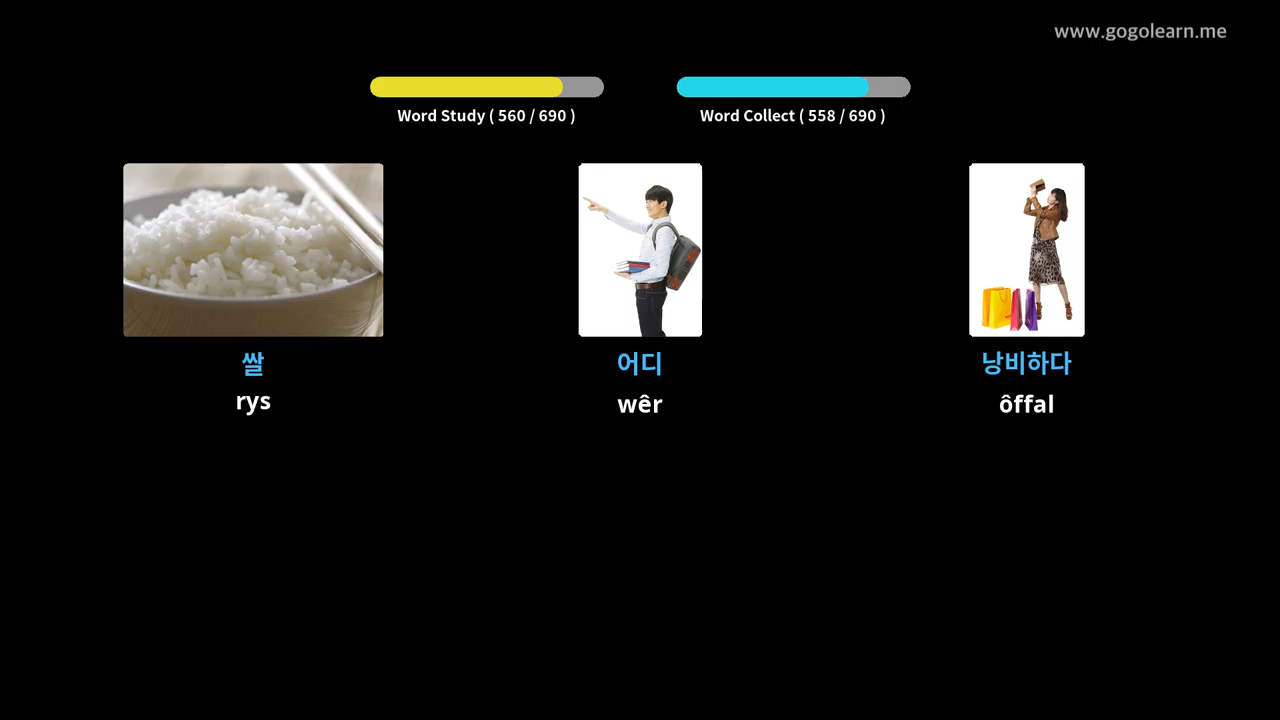 www.gogolearn.me
Word Study ( 560 / 690 )
Word Collect ( 558 / 690 )
쌀
rys
어디
wêr
낭비하다
ôffal